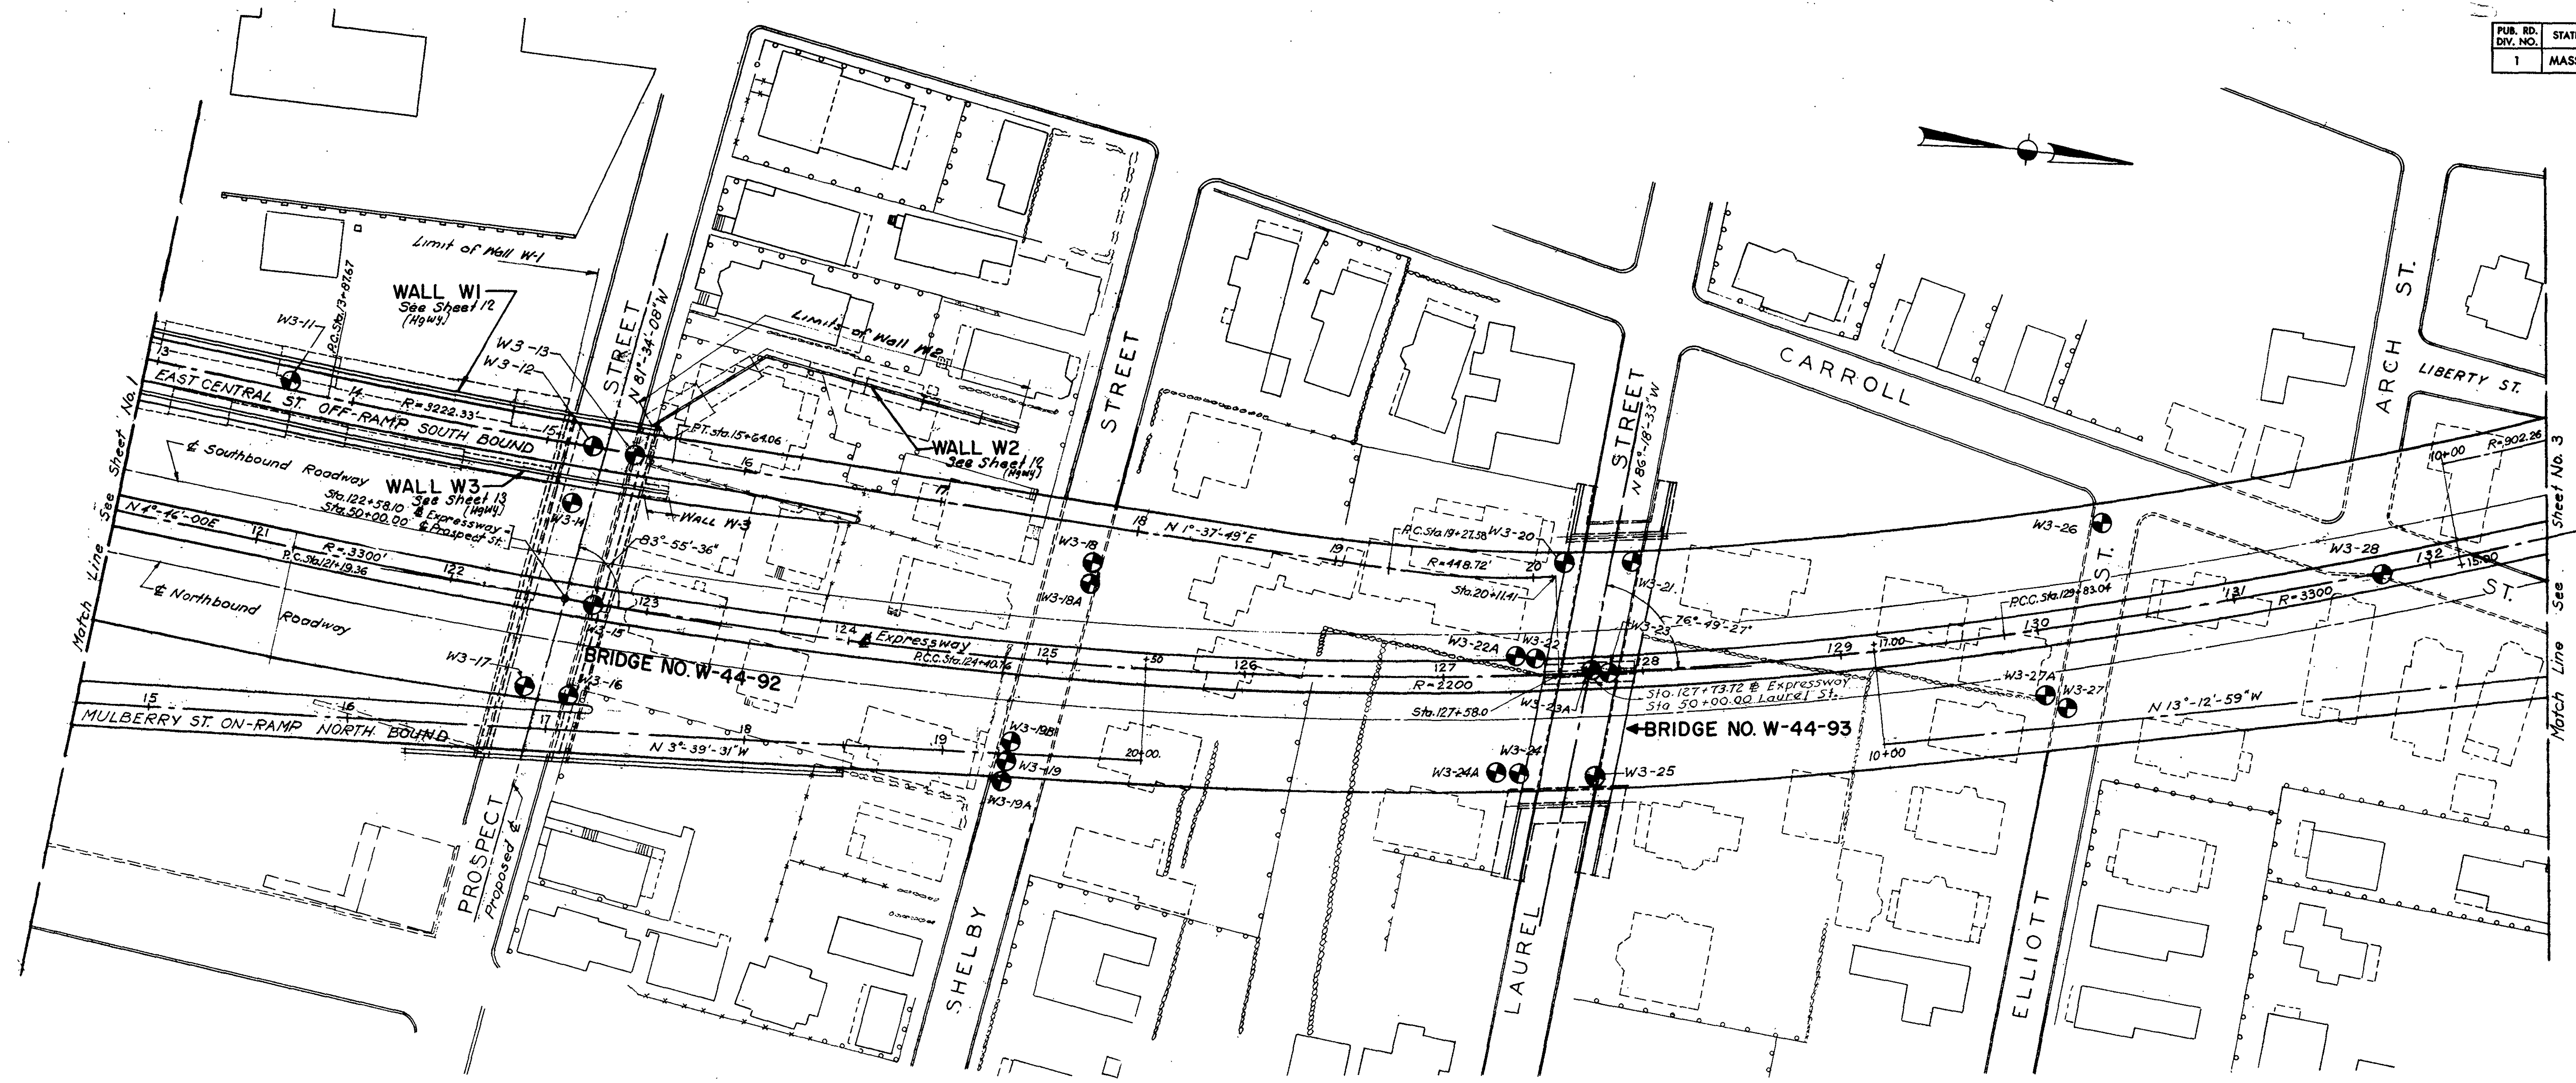 PUB. RD.
DIV. NO.
1
Limit of Wall W-1
P.C. Sta. 13+87.67
WALL W1
See Sheet 12
(Hgwy)
W3-11
W3-13
W3-12
STREET
N 81°-34'-08" W
Limits of Wall W2
13
14
R=3222.33'
15
EAST CENTRAL ST. OFF-RAMP SOUTH BOUND
P.T. Sta. 15+64.06
16
17
WALL W2
See Sheet 12
(Hgwy)
STREET
Match Line See Sheet No. 1
℄ Southbound Roadway
WALL W3
See Sheet 13
(Hgwy)
Sta. 122+58.10 ℄ Expressway
Sta. 50+00.00 ℄ Prospect St.
W3-14
WALL W-3
83°-55'-36"
N 4°-46'-00E
121
R=3300'
P.C. Sta. 121+19.36
122
123
W3-15
℄ Northbound Roadway
124
℄ Expressway
P.C.C. Sta. 124+40.76
125
+50
126
127
R=2200
128
BRIDGE NO. W-44-92
W3-17
W3-16
15
16
17
18
19
20+00.
MULBERRY ST. ON-RAMP NORTH BOUND
N 3°-39'-31" W
PROSPECT
Proposed ℄
W3-18
W3-18A
W3-19B
W3-19
W3-19A
SHELBY
18
N 1°-37'-49" E
19
P.C. Sta. 19+27.58
R=448.72'
20
Sta. 20+11.41
W3-20
STREET
N 86°-18'-33" W
W3-21
76°-49'-27"
W3-22A
W3-22
W3-23
W3-23A
Sta. 127+58.0
Sta. 127+73.72 ℄ Expressway
Sta 50+00.00 Laurel St.
BRIDGE NO. W-44-93
W3-24
W3-24A
W3-25
LAUREL
CARROLL
ARCH ST.
LIBERTY ST.
R=902.26
10+00
W3-26
ST.
W3-28
132
+15.00
ST.
131
R=3300
P.C.C. Sta. 129+83.04
130
129
+17.00
W3-27A
W3-27
N 13°-12'-59" W
10+00
ELLIOTT
Match Line See Sheet No. 3